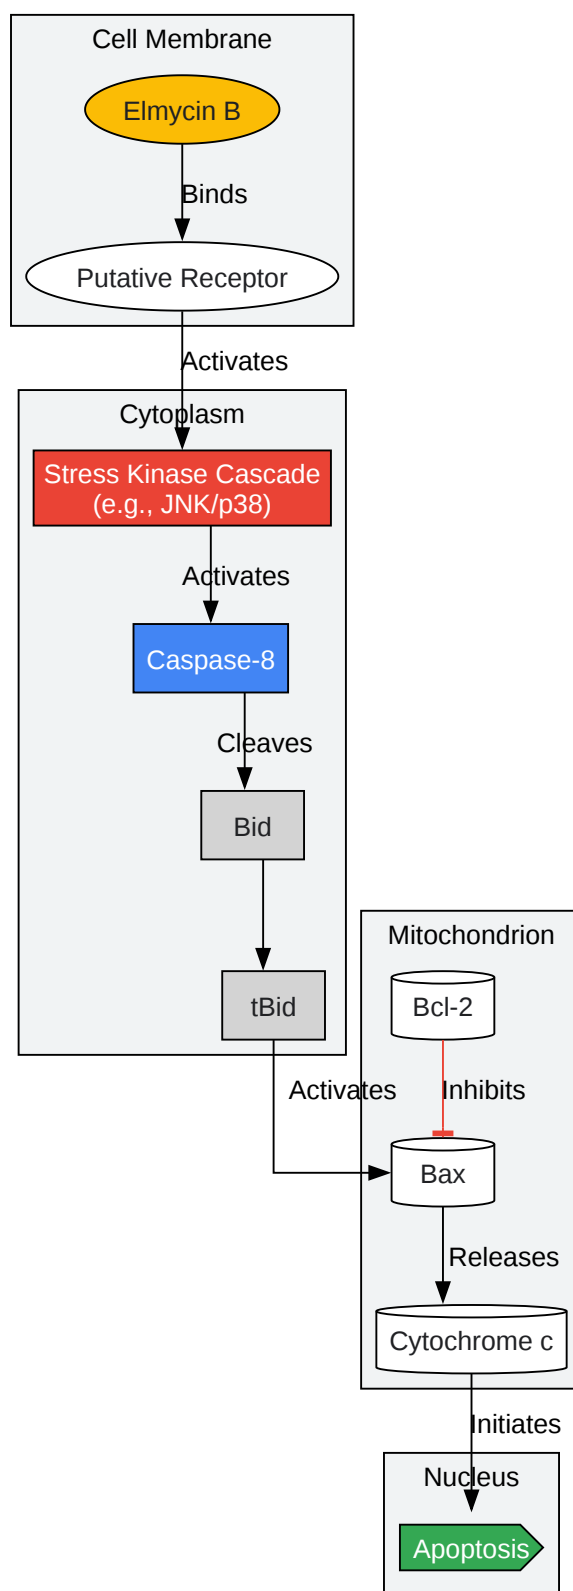 Cell Membrane
Elmycin B
Binds
Putative Receptor
Activates
Cytoplasm
Stress Kinase Cascade
(e.g., JNK/p38)
Activates
Caspase-8
Cleaves
Bid
tBid
Activates
Mitochondrion
Bcl-2
Inhibits
Bax
Releases
Cytochrome c
Initiates
Nucleus
Apoptosis